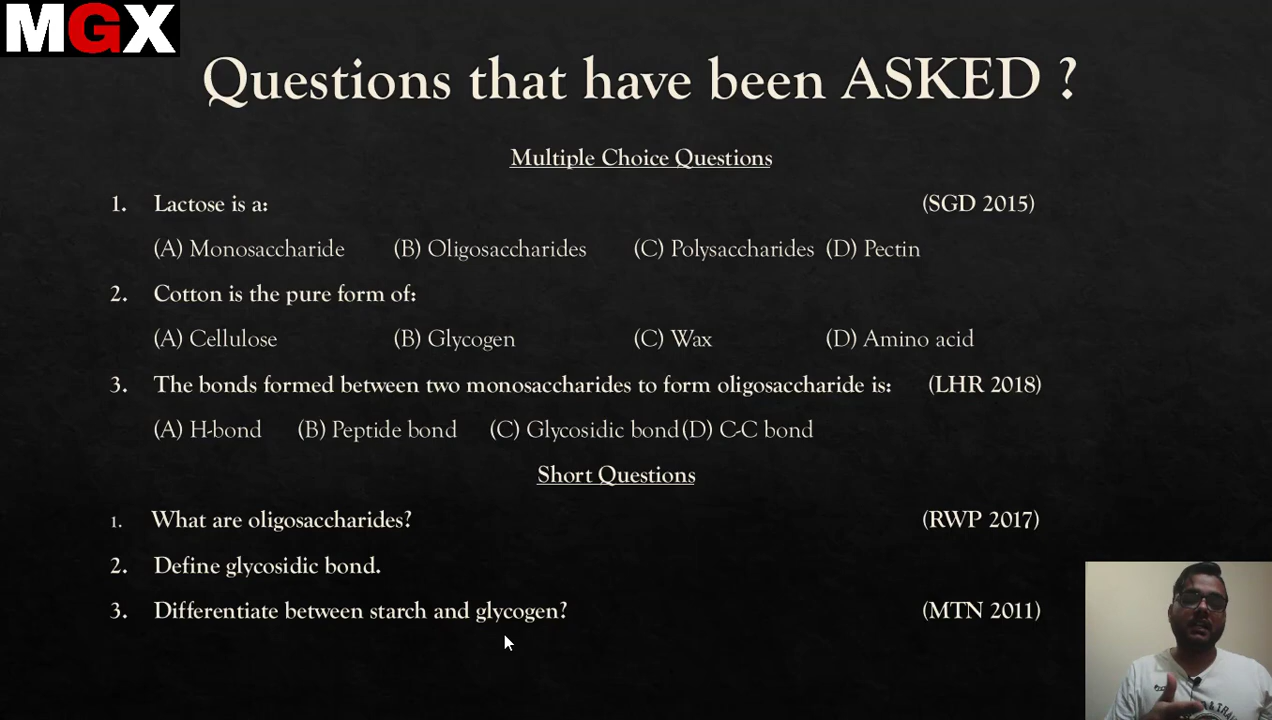 MGX
Questions that have been ASKED ?
Multiple Choice Questions
1. Lactose is a: (SGD 2015)
(A) Monosaccharide (B) Oligosaccharides (C) Polysaccharides (D) Pectin
2. Cotton is the pure form of:
(A) Cellulose (B) Glycogen (C) Wax (D) Amino acid
3. The bonds formed between two monosaccharides to form oligosaccharide is: (LHR 2018)
(A) H-bond (B) Peptide bond (C) Glycosidic bond (D) C-C bond
Short Questions
1. What are oligosaccharides? (RWP 2017)
2. Define glycosidic bond.
3. Differentiate between starch and glycogen? (MTN 2011)